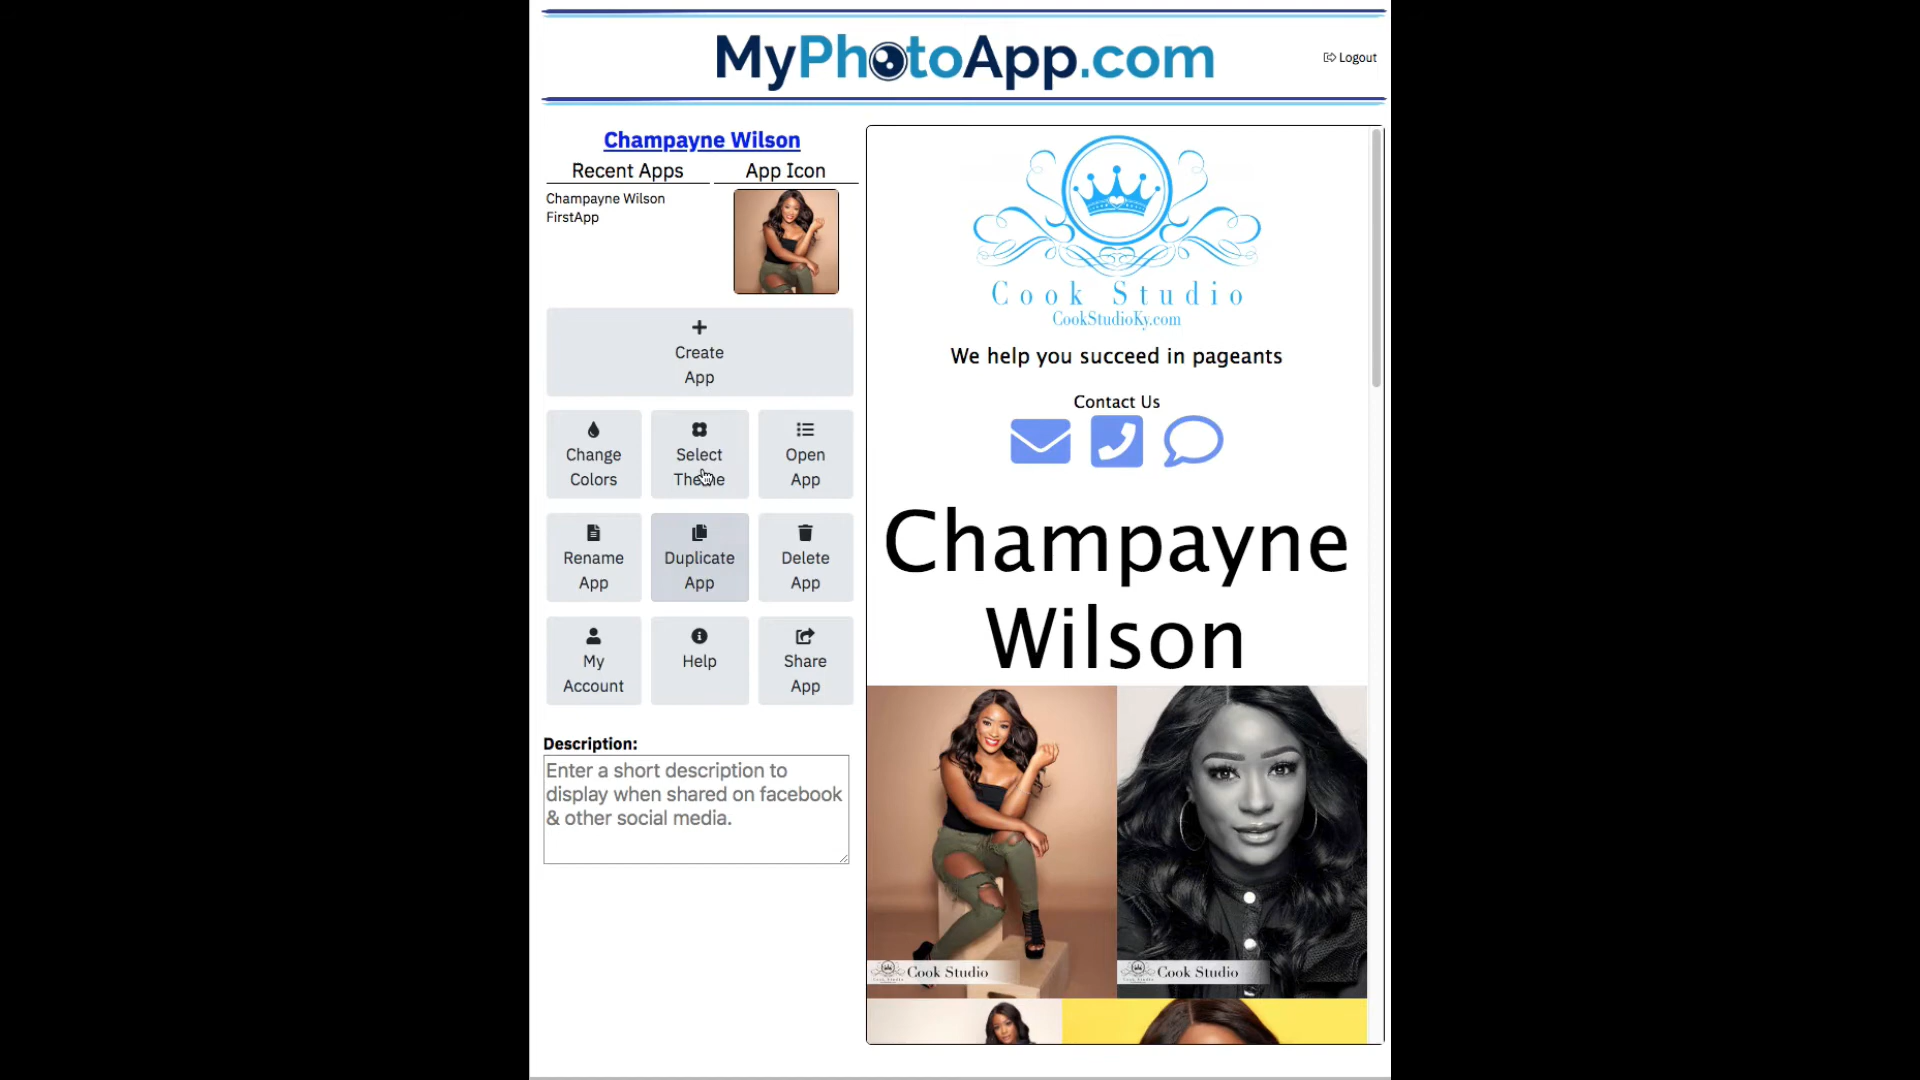 MyPhotoApp.com
Logout
Champayne Wilson
Recent Apps
App Icon
Champayne Wilson
FirstApp
Create
App
Change
Colors
Select
Theme
Open
App
Rename
App
Duplicate
App
Delete
App
My
Account
Help
Share
App
Description:
Enter a short description to
display when shared on facebook
& other social media.
Cook Studio
CookStudioKy.com
We help you succeed in pageants
Contact Us
Champayne
Wilson
Cook Studio
Cook Studio